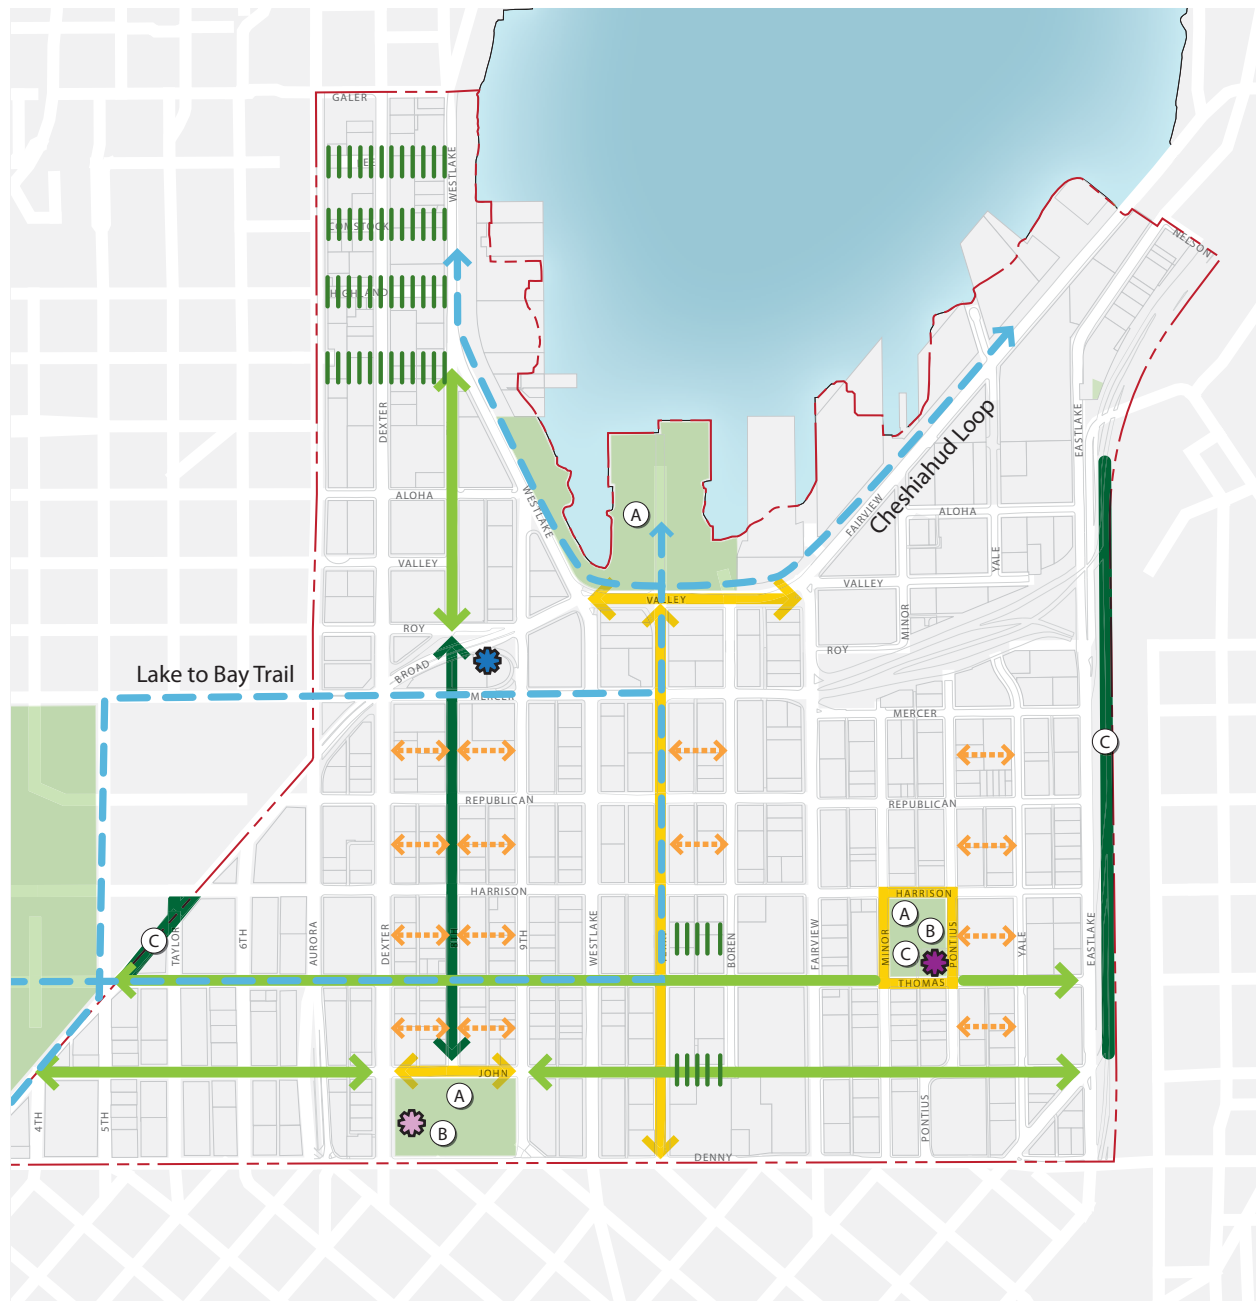 GALER
WESTLAKE
LEE
COMSTOCK
HIGHLAND
NELSON
DEXTER
EASTLAKE
Cheshiahud Loop
ALOHA
WESTLAKE
A
FAIRVIEW
ALOHA
VALLEY
YALE
VALLEY
VALLEY
MINOR
ROY
ROY
BROAD
Lake to Bay Trail
MERCER
MERCER
C
REPUBLICAN
REPUBLICAN
HARRISON
HARRISON
A
B
C
C
TAYLOR
6TH
AURORA
DEXTER
8TH
9TH
WESTLAKE
BOREN
FAIRVIEW
MINOR
PONTIUS
YALE
EASTLAKE
THOMAS
JOHN
A
B
4TH
5TH
PONTIUS
DENNY